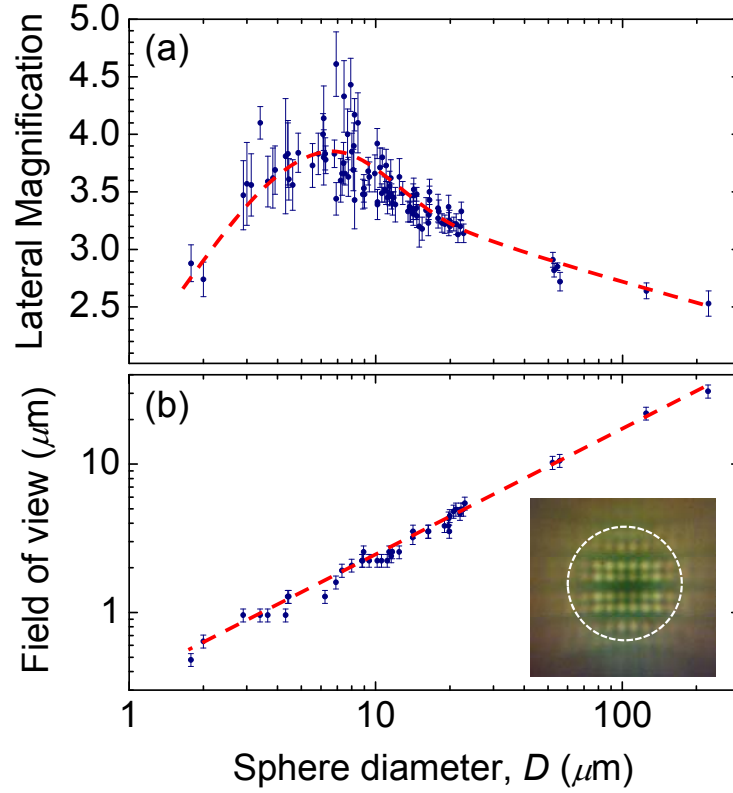 (a)
Lateral Magnification
5.0
4.5
4.0
3.5
3.0
2.5
(b)
Field of view (μm)
10
1
1
10
100
Sphere diameter, D (μm)